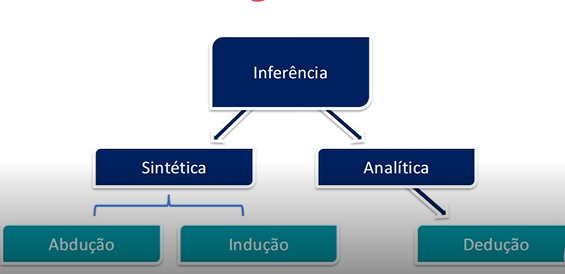 Inferência
Sintética
Analítica
Abdução
Indução
Dedução